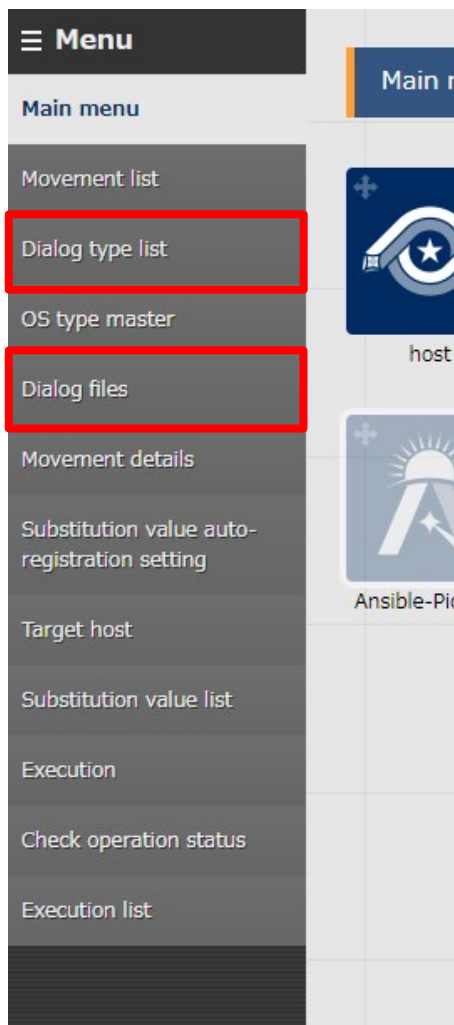 ☰ Menu
Main menu
Movement list
Dialog type list
OS type master
Dialog files
Movement details
Substitution value auto-
registration setting
Target host
Substitution value list
Execution
Check operation status
Execution list
Main
host
Ansible-Pio